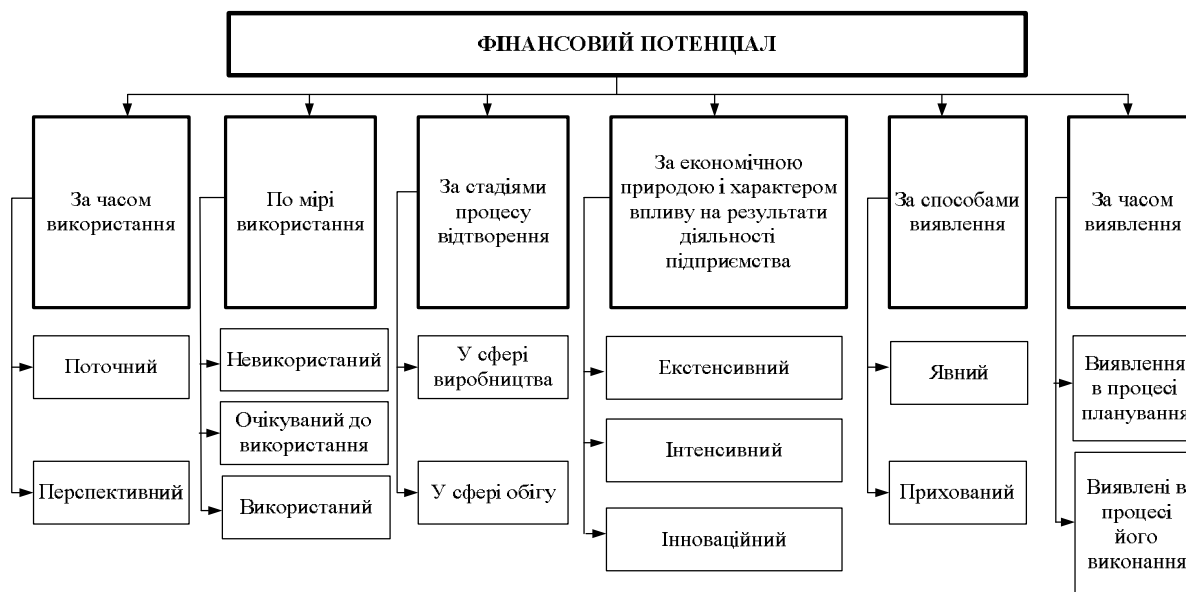 ФІНАНСОВИЙ ПОТЕНЦІАЛ
За часом
використання
По мірі
використання
За стадіями
процесу
відтворення
За економічною
природою і характером
впливу на результати
діяльності
підприємства
За способами
виявлення
За часом
виявлення
Поточний
Перспективний
Невикористаний
Очікуваний до
використання
Використаний
У сфері
виробництва
У сфері обігу
Екстенсивний
Інтенсивний
Інноваційний
Явний
Прихований
Виявлення
в процесі
планування
Виявлені в
процесі
його
виконання